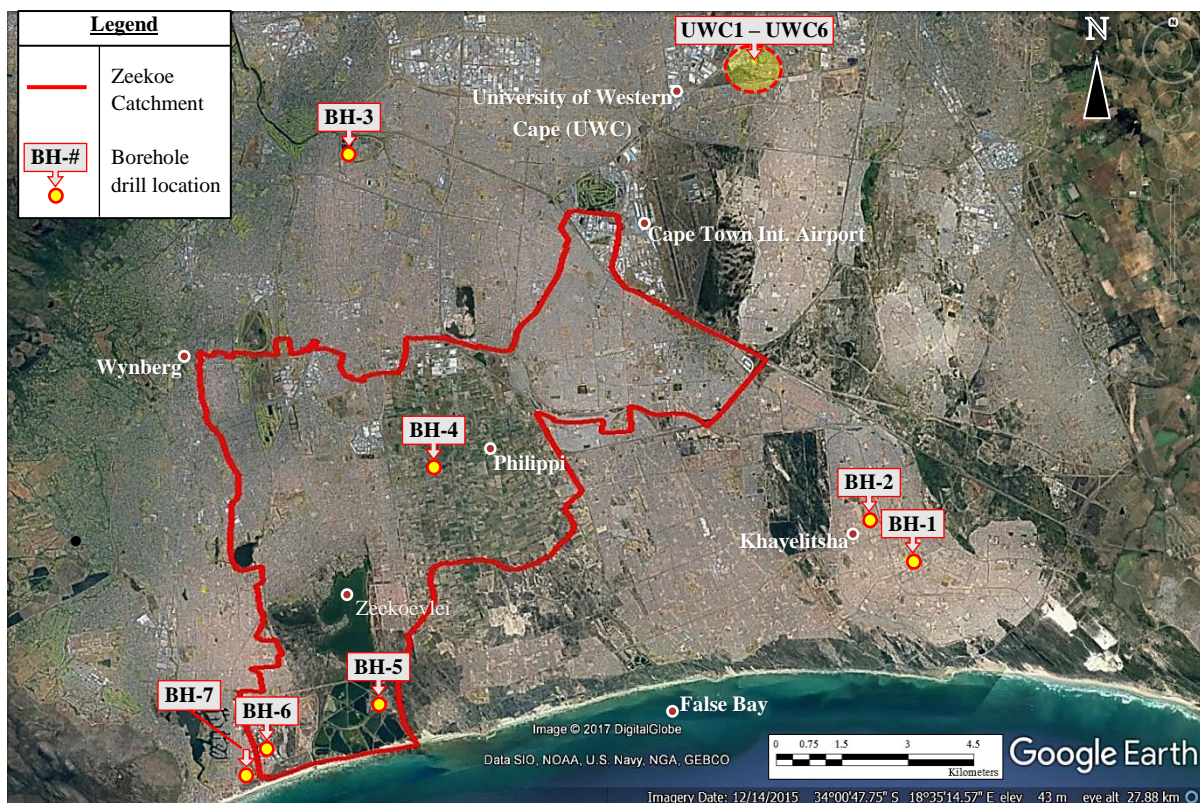 Legend
Zeekoe
Catchment
BH-#
Borehole
drill location
UWC1 – UWC6
N
N
University of Western
Cape (UWC)
BH-3
Cape Town Int. Airport
Wynberg
BH-4
Philippi
BH-2
BH-1
Khayelitsha
Zeekoevlei
BH-5
BH-7
BH-6
False Bay
Image © 2017 DigitalGlobe
Data SIO, NOAA, U.S. Navy, NGA, GEBCO
0 0.75 1.5 3 4.5
Kilometers
Google Earth
Imagery Date: 12/14/2015 34°00'47.75" S 18°35'14.57" E elev 43 m eye alt 27.88 km